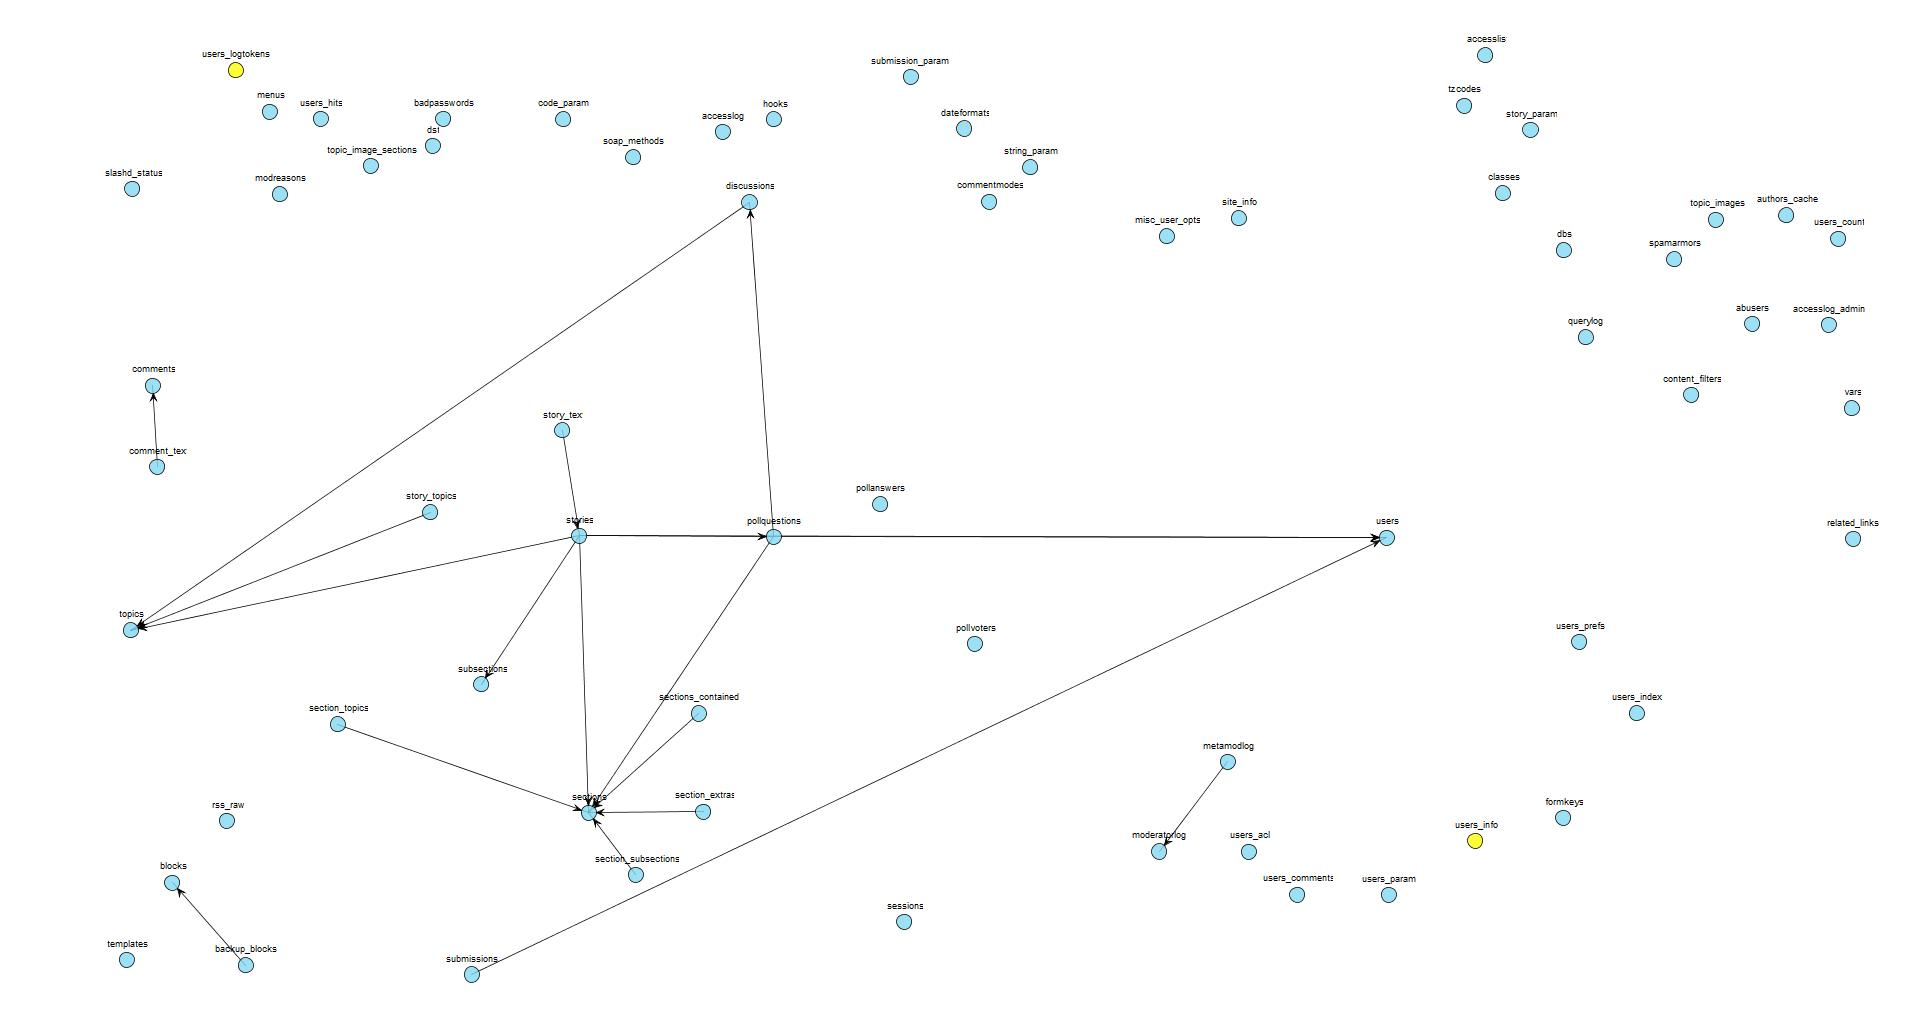 accesslis
users_logtokens
submission_param
tzcodes
menus
users_hits
badpasswords
code_param
hooks
accesslog
dateformats
story_param
dst
soap_methods
topic_image_sections
string_param
slashd_status
modreasons
discussions
commentmodes
classes
site_info
misc_user_opts
topic_images
authors_cache
users_count
dbs
spamarmors
abusers
accesslog_admin
querylog
comments
content_filters
vars
story_tex
comment_tex
story_topics
pollanswers
stories
pollquestions
users
related_links
topics
pollvoters
users_prefs
subsections
sections_contained
users_index
section_topics
metamodlog
sections
section_extras
rss_raw
formkeys
users_info
moderatorlog
users_acl
section_subsections
blocks
users_comments
users_param
sessions
templates
backup_blocks
submissions